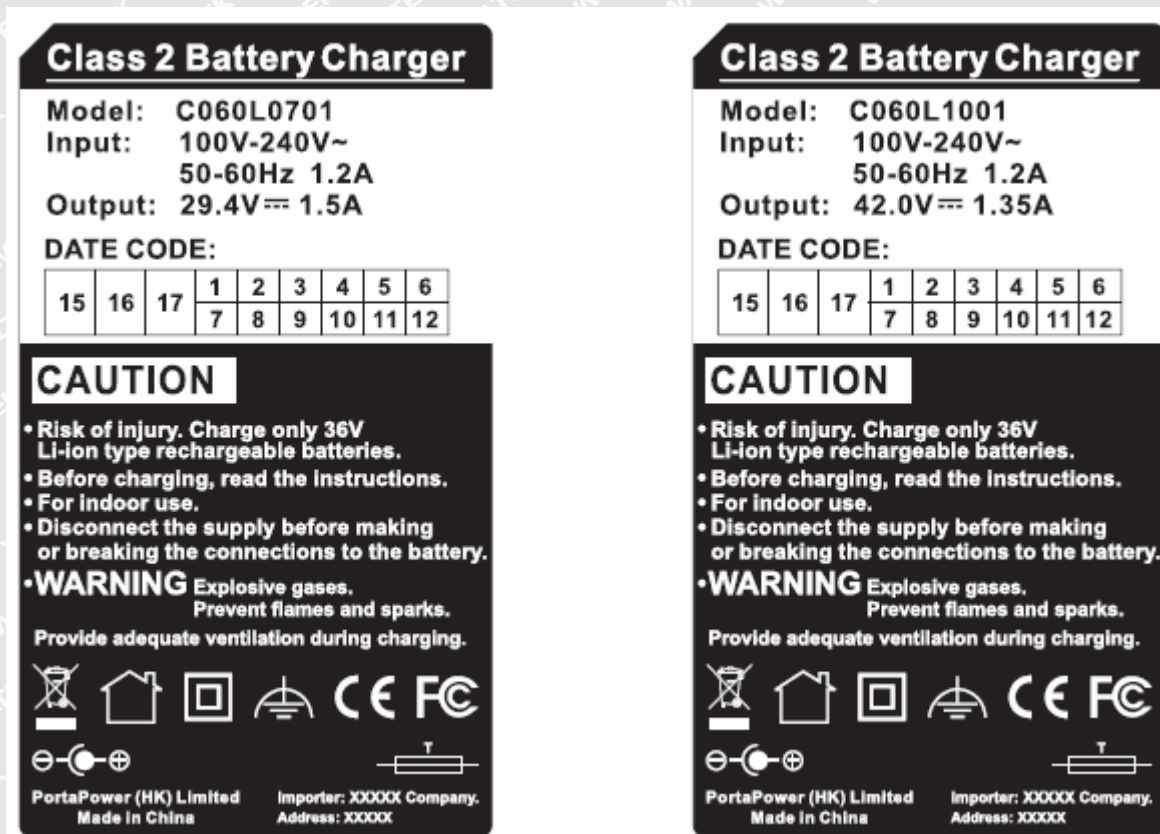 Class 2 Battery Charger
Model: C060L0701
Input: 100V-240V~
50-60Hz 1.2A
Output: 29.4V⎓ 1.5A
DATE CODE:
15 16 17 1 2 3 4 5 6
7 8 9 10 11 12
CAUTION
• Risk of injury. Charge only 36V
Li-ion type rechargeable batteries.
• Before charging, read the instructions.
• For indoor use.
• Disconnect the supply before making
or breaking the connections to the battery.
•WARNING Explosive gases.
Prevent flames and sparks.
Provide adequate ventilation during charging.
CE FC
T
PortaPower (HK) Limited Importer: XXXXX Company.
Made in China Address: XXXXX
Class 2 Battery Charger
Model: C060L1001
Input: 100V-240V~
50-60Hz 1.2A
Output: 42.0V⎓ 1.35A
DATE CODE:
15 16 17 1 2 3 4 5 6
7 8 9 10 11 12
CAUTION
• Risk of injury. Charge only 36V
Li-ion type rechargeable batteries.
• Before charging, read the instructions.
• For indoor use.
• Disconnect the supply before making
or breaking the connections to the battery.
•WARNING Explosive gases.
Prevent flames and sparks.
Provide adequate ventilation during charging.
CE FC
T
PortaPower (HK) Limited Importer: XXXXX Company.
Made in China Address: XXXXX